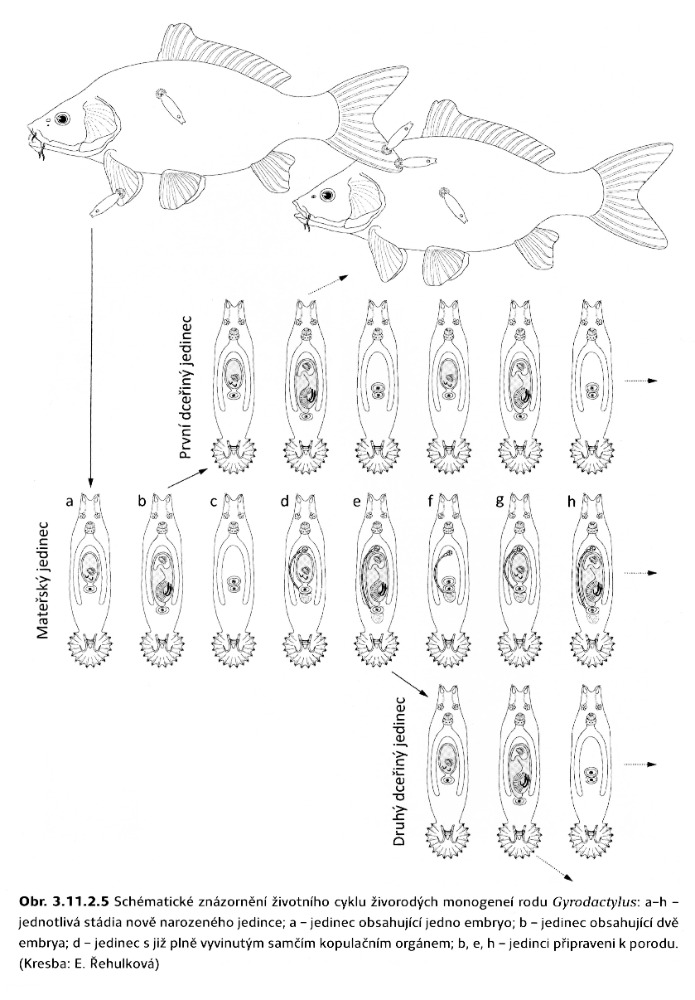 První dceřiný jedinec
a b c d e f g h
Mateřský jedinec
Druhý dceřiný jedinec
Obr. 3.11.2.5 Schématické znázornění životního cyklu živorodých monogeneí rodu Gyrodactylus: a–h –
jednotlivá stádia nově narozeného jedince; a – jedinec obsahující jedno embryo; b – jedinec obsahující dvě
embrya; d – jedinec s již plně vyvinutým samčím kopulačním orgánem; b, e, h – jedinci připraveni k porodu.
(Kresba: E. Řehulková)